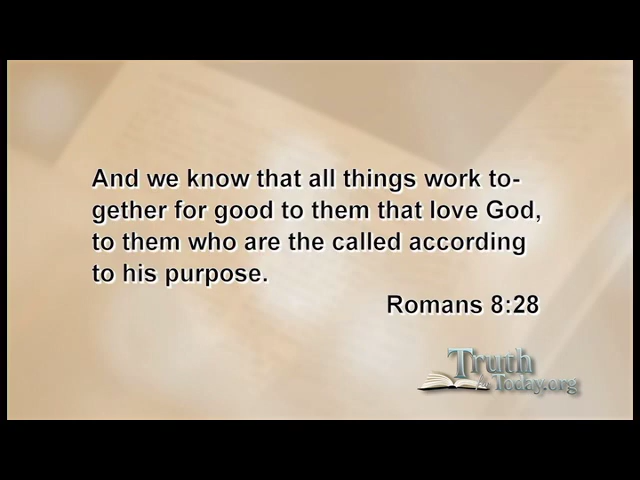 And we know that all things work to-
gether for good to them that love God,
to them who are the called according
to his purpose.
Romans 8:28
Truth
for Today.org